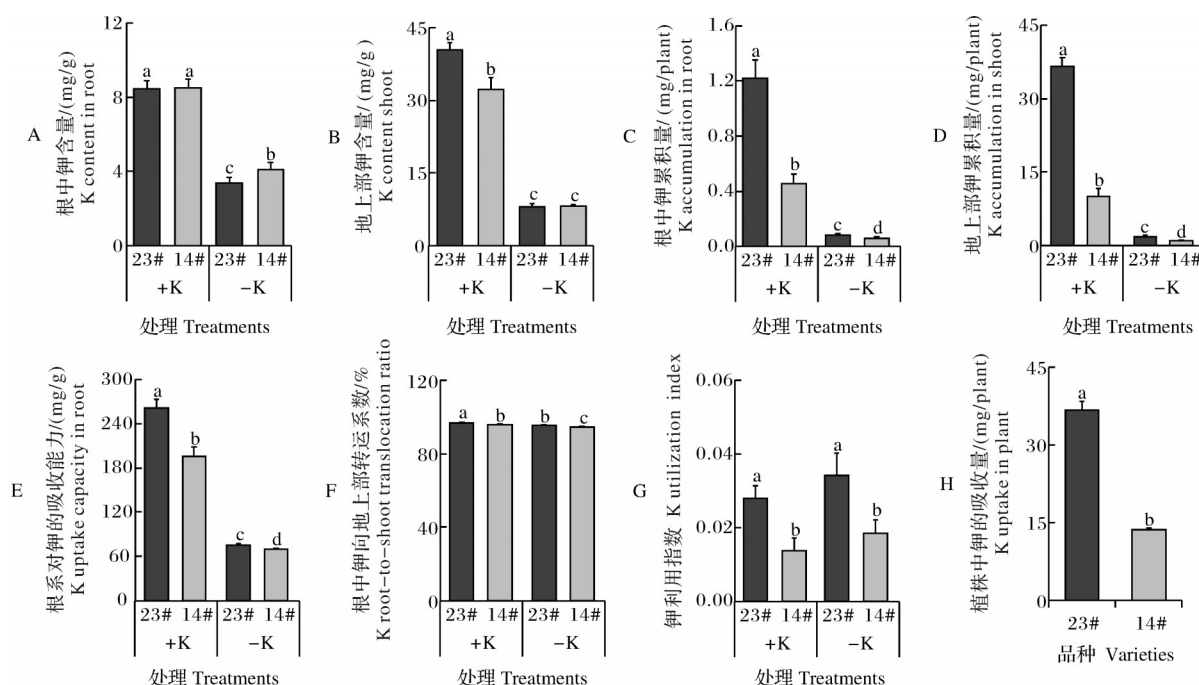 A
根中钾含量/(mg/g)
K content in root
12
8
4
0
a
a
c
b
23# 14# 23# 14#
+K −K
处理 Treatments
B
地上部钾含量/(mg/g)
K content shoot
45
30
15
0
a
b
c
c
23# 14# 23# 14#
+K −K
处理 Treatments
C
根中钾累积量/(mg/plant)
K accumulation in root
1.6
1.2
0.8
0.4
0.0
a
b
c
d
23# 14# 23# 14#
+K −K
处理 Treatments
D
地上部钾累积量/(mg/plant)
K accumulation in shoot
45
30
15
0
a
b
c
d
23# 14# 23# 14#
+K −K
处理 Treatments
E
根系对钾的吸收能力/(mg/g)
K uptake capacity in root
300
240
180
120
60
0
a
b
c
d
23# 14# 23# 14#
+K −K
处理 Treatments
F
根中钾向地上部转运系数/%
K root-to-shoot translocation ratio
120
90
60
30
0
a
b
b
c
23# 14# 23# 14#
+K −K
处理 Treatments
G
钾利用指数 K utilization index
0.06
0.04
0.02
0.00
a
b
a
b
23# 14# 23# 14#
+K −K
处理 Treatments
H
植株中钾的吸收量/(mg/plant)
K uptake in plant
45
30
15
0
a
b
23# 14#
品种 Varieties